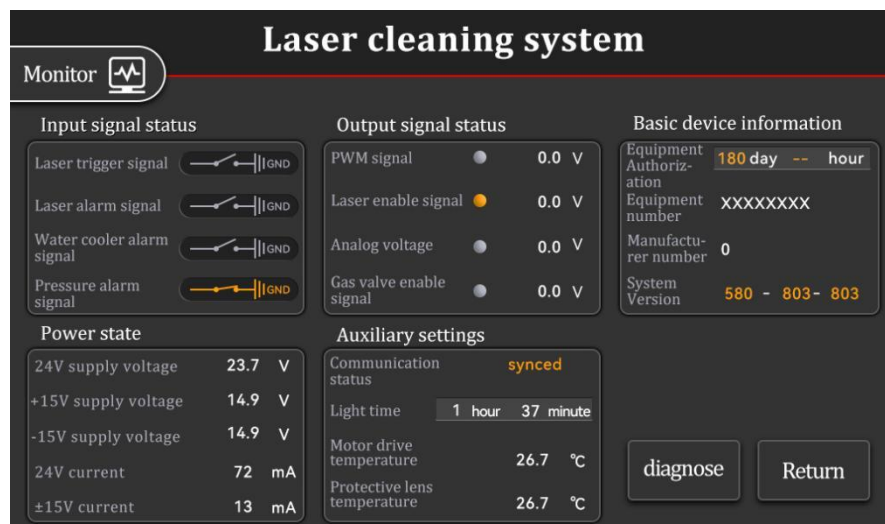 Laser cleaning system
Monitor
Input signal status
Laser trigger signal GND
Laser alarm signal GND
Water cooler alarm
signal GND
Pressure alarm
signal GND
Output signal status
PWM signal 0.0 V
Laser enable signal 0.0 V
Analog voltage 0.0 V
Gas valve enable
signal 0.0 V
Basic device information
Equipment
Authoriz-
ation 180 day -- hour
Equipment
number XXXXXXXX
Manufactu-
rer number 0
System
Version 580 - 803- 803
Power state
24V supply voltage 23.7 V
+15V supply voltage 14.9 V
-15V supply voltage 14.9 V
24V current 72 mA
±15V current 13 mA
Auxiliary settings
Communication
status synced
Light time 1 hour 37 minute
Motor drive
temperature 26.7 ℃
Protective lens
temperature 26.7 ℃
diagnose
Return